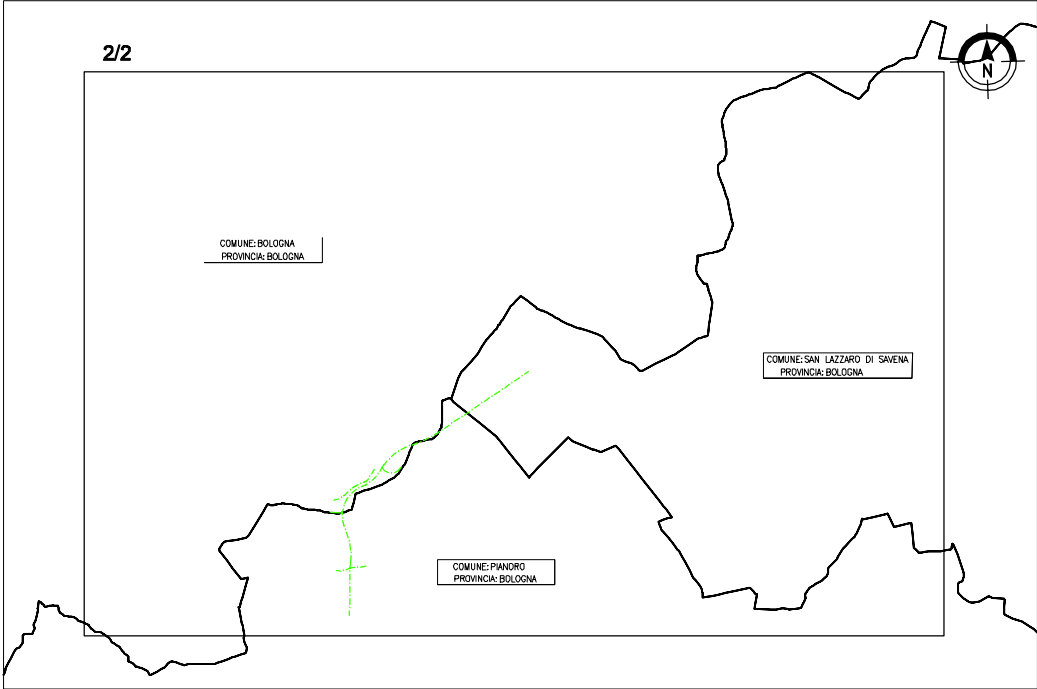 2/2
N
COMUNE: BOLOGNA
PROVINCIA: BOLOGNA
COMUNE: SAN LAZZARO DI SAVENA
PROVINCIA: BOLOGNA
COMUNE: PIANORO
PROVINCIA: BOLOGNA